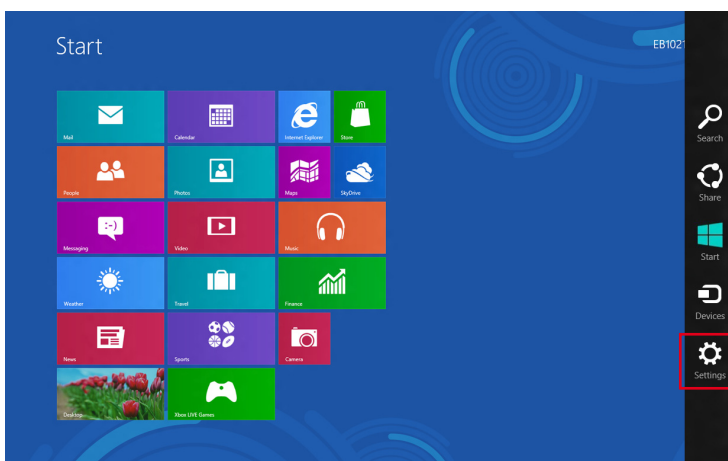 Start
EB1021
Mail
Calendar
Internet Explorer
Store
People
Photos
Maps
SkyDrive
Messaging
:-)
Video
Music
Weather
Travel
Finance
News
Sports
Camera
Desktop
Xbox LIVE Games
Search
Share
Start
Devices
Settings